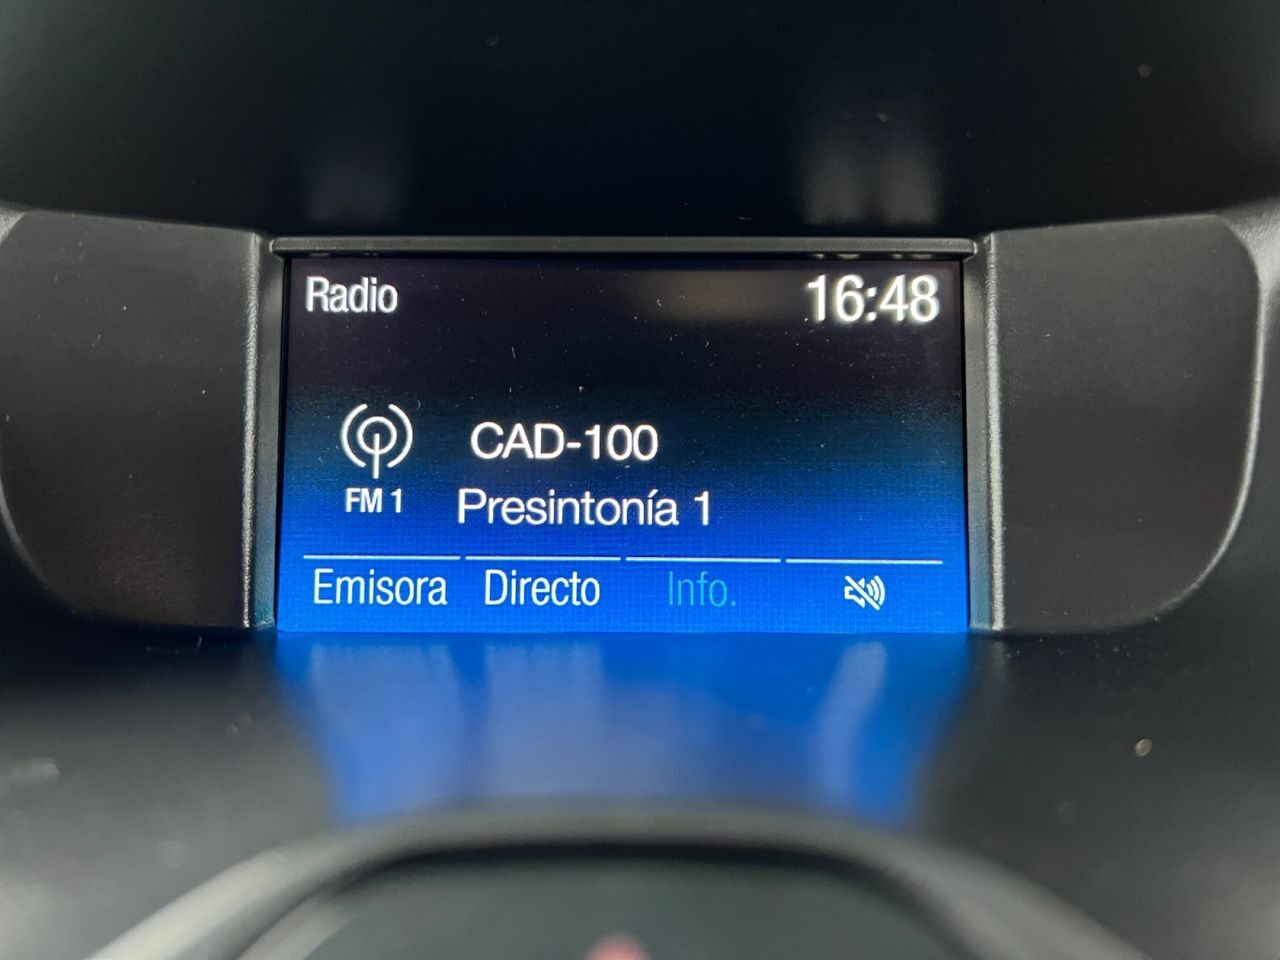 Radio 16:48
CAD-100
FM 1 Presintonía 1
Emisora Directo Info.